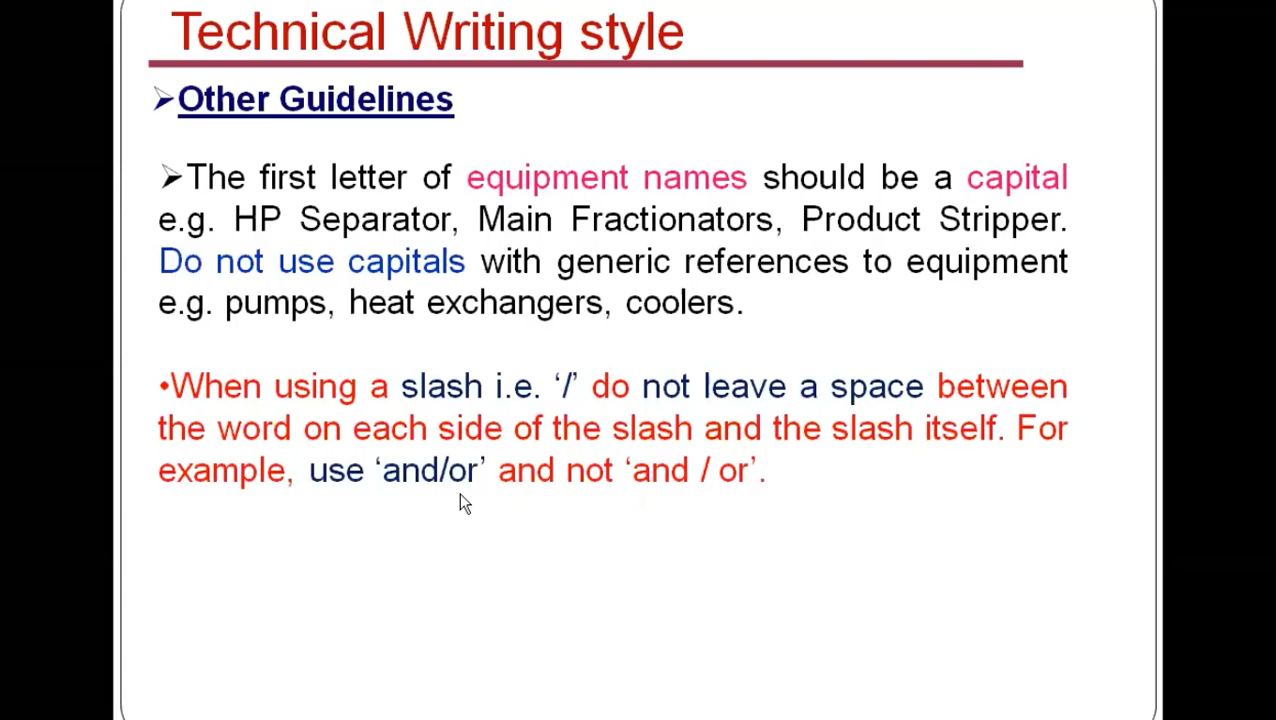 Technical Writing style
➢Other Guidelines
➢The first letter of equipment names should be a capital
e.g. HP Separator, Main Fractionators, Product Stripper.
Do not use capitals with generic references to equipment
e.g. pumps, heat exchangers, coolers.
•When using a slash i.e. ‘/’ do not leave a space between
the word on each side of the slash and the slash itself. For
example, use ‘and/or’ and not ‘and / or’.